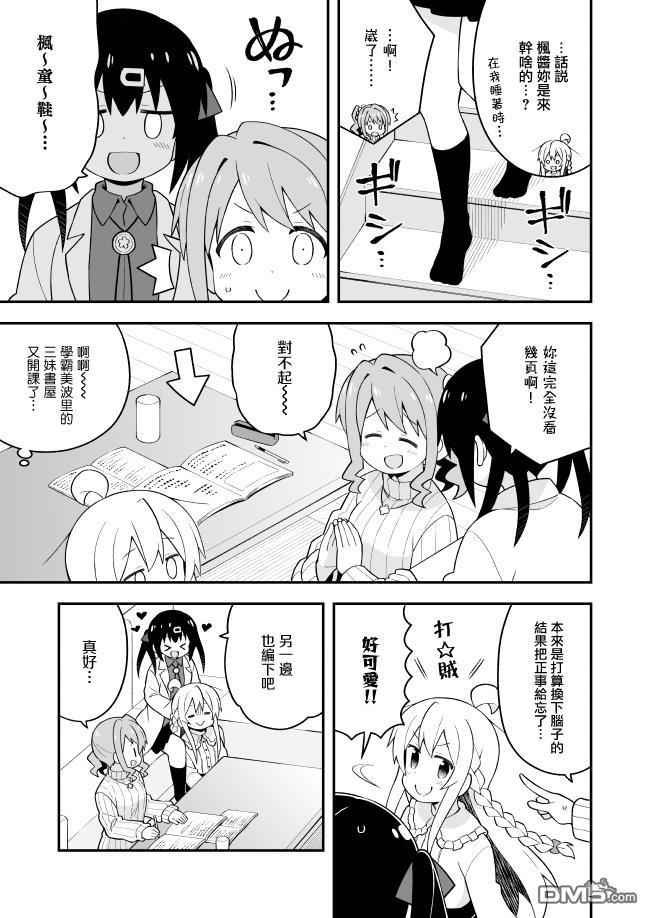 …話説
楓醬妳是來
幹啥的…?
在我睡著時…
…啊！
崴了……
ギシ
ギシ
ぬっ…
楓～童～鞋～…
妳這完全沒看
幾頁啊！
對不起～～
啊啊～～～
學霸美波里的
三妹書屋
又開課了…
本來是打算換下腦子的
結果把正事給忘了…
打☆賊
好可愛!!
另一邊
也編下吧
真好…
DM5.com